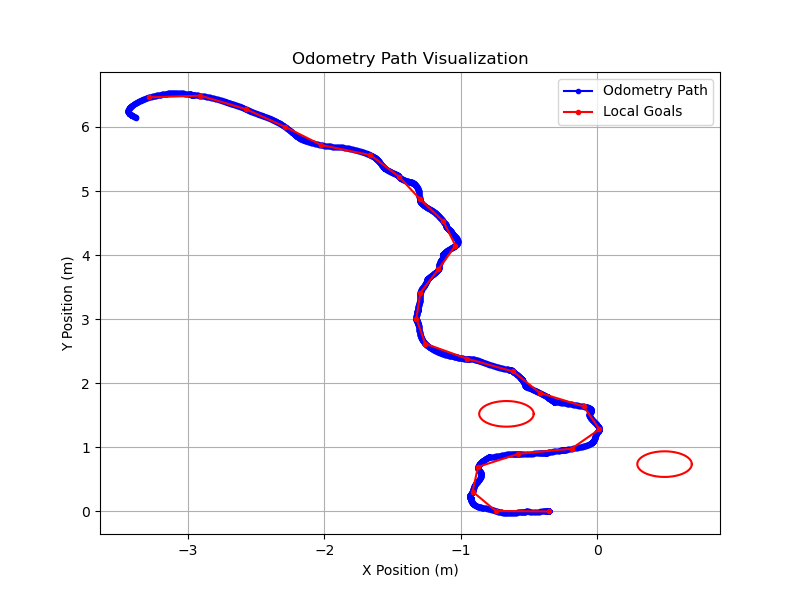 Odometry Path Visualization
Odometry Path
Local Goals
Y Position (m)
6
5
4
3
2
1
0
−3
−2
−1
0
X Position (m)